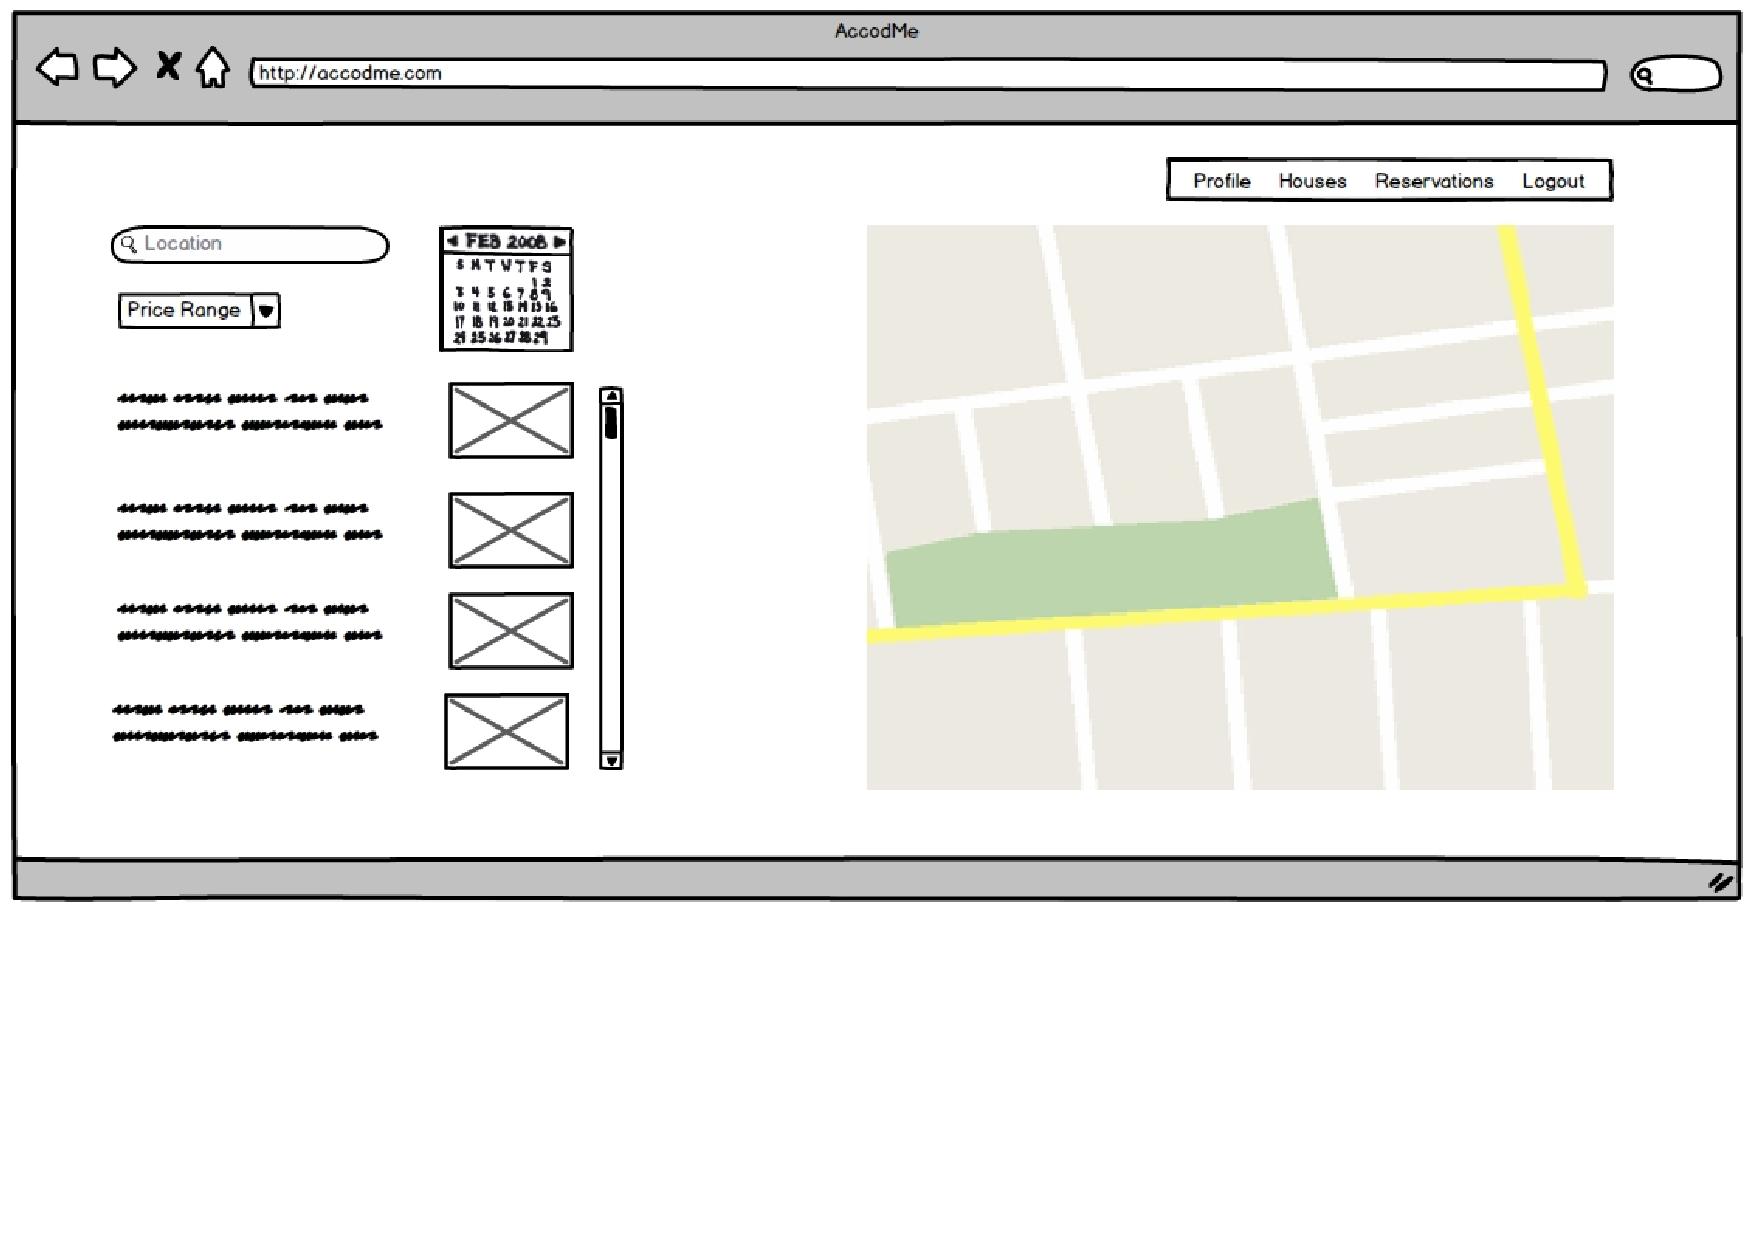 AccodMe
http://accodme.com
Profile Houses Reservations Logout
Location
FEB 2008
S M T W T F S
1 2
3 4 5 6 7 8 9
10 11 12 13 14 15 16
17 18 19 20 21 22 23
24 25 26 27 28 29
Price Range